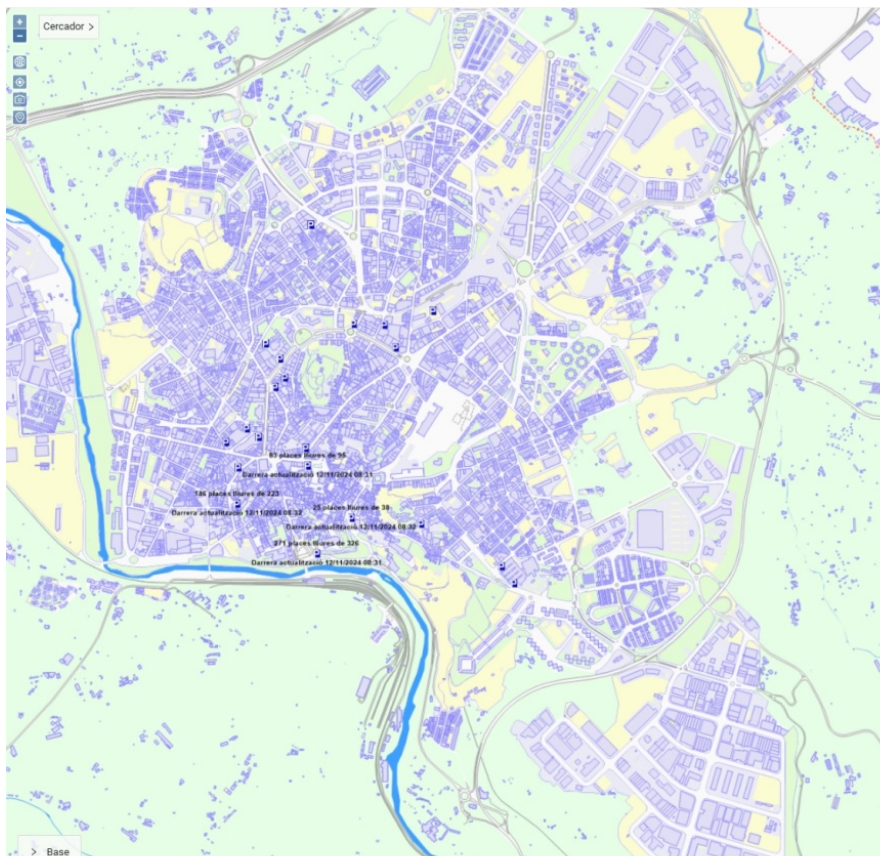 +
Cercador >
−
83 places lliures de 95
Darrera actualització 12/11/2024 08:31
146 places lliures de 223
25 places lliures de 38
Darrera actualització 12/11/2024 08:32
Darrera actualització 12/11/2024 08:32
271 places lliures de 326
Darrera actualització 12/11/2024 08:31
> Base